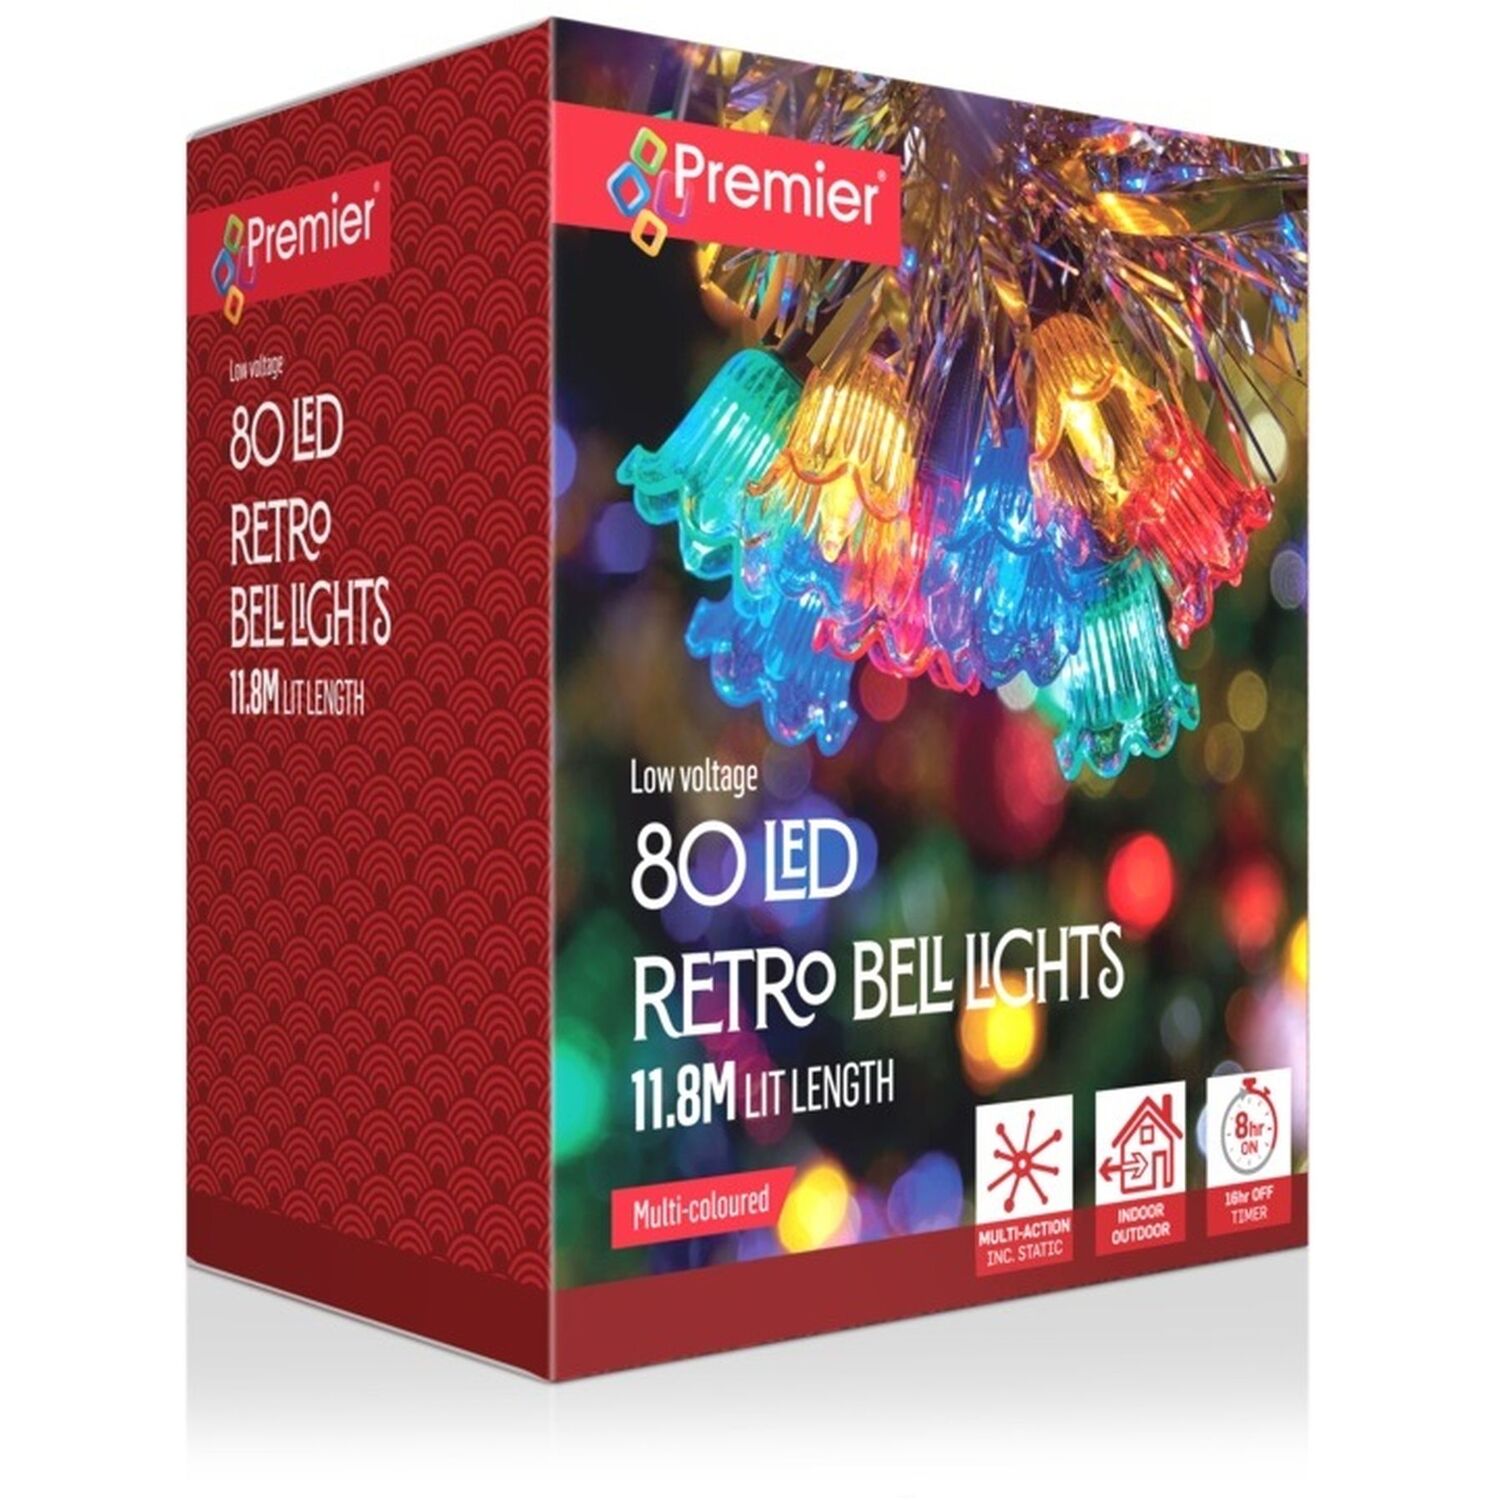 Premier®
Low voltage
80 LED
RETRO
BELL LIGHTS
11.8M LIT LENGTH
Premier®
Low voltage
80 LED
RETRO BELL LIGHTS
11.8M LIT LENGTH
Multi-coloured
MULTI-ACTION
INC. STATIC
INDOOR
OUTDOOR
8hr
ON
16hr OFF
TIMER